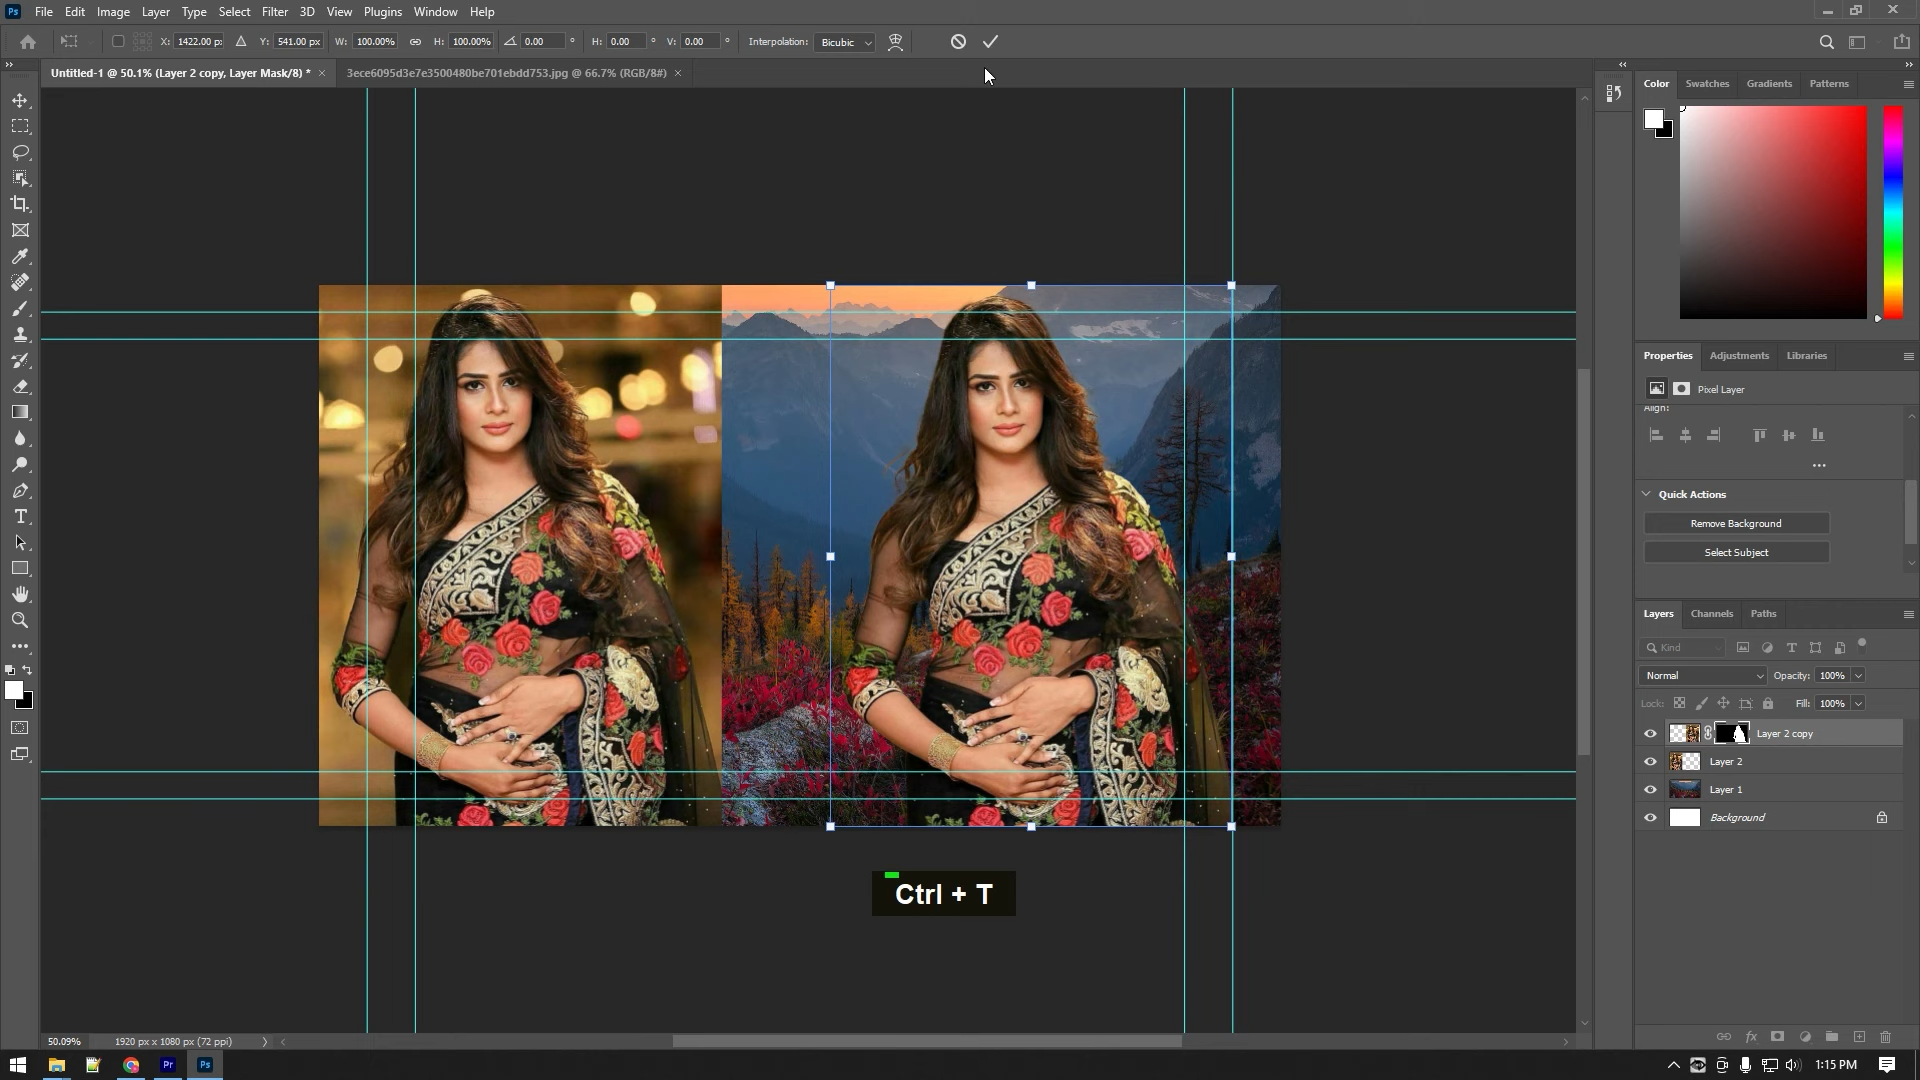 Ps File Edit Image Layer Type Select Filter 3D View Plugins Window Help
X: 1422.00 px Y: 541.00 px W: 100.00% H: 100.00% 0.00 ° H: 0.00 ° V: 0.00 ° Interpolation: Bicubic
Untitled-1 @ 50.1% (Layer 2 copy, Layer Mask/8) * × 3ece6095d3e7e3500480be701ebdd753.jpg @ 66.7% (RGB/8#) ×
Color Swatches Gradients Patterns
Properties Adjustments Libraries
Pixel Layer
Align:
Quick Actions
Remove Background
Select Subject
Layers Channels Paths
Kind
Normal Opacity: 100%
Lock: Fill: 100%
Layer 2 copy
Layer 2
Layer 1
Background
Ctrl + T
50.09% 1920 px x 1080 px (72 ppi)
Pr Ps 1:15 PM